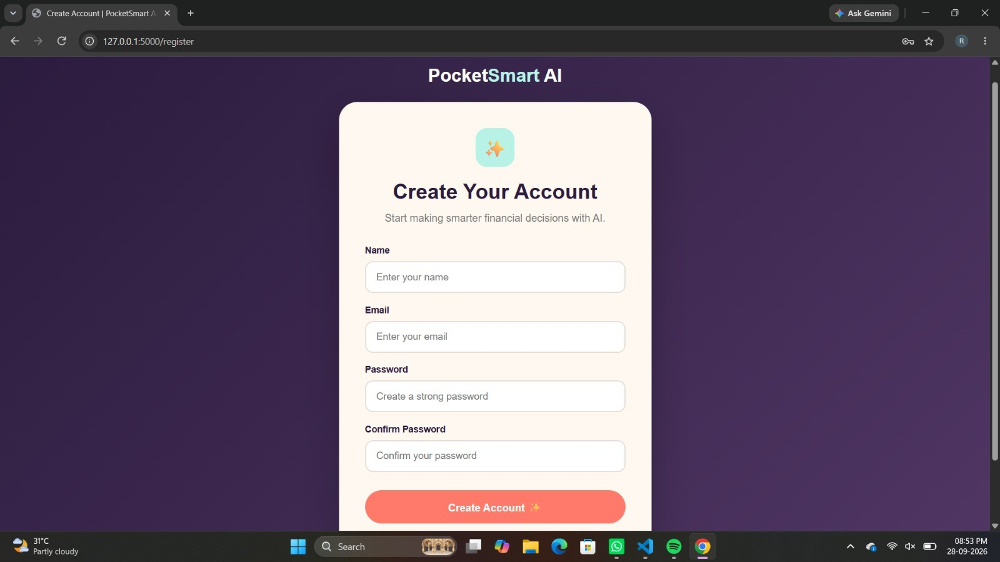 Create Account | PocketSmart A
Ask Gemini
127.0.0.1:5000/register
R
PocketSmart AI
Create Your Account
Start making smarter financial decisions with AI.
Name
Enter your name
Email
Enter your email
Password
Create a strong password
Confirm Password
Confirm your password
Create Account
31°C
Partly cloudy
Search
08:53 PM
28-09-2026